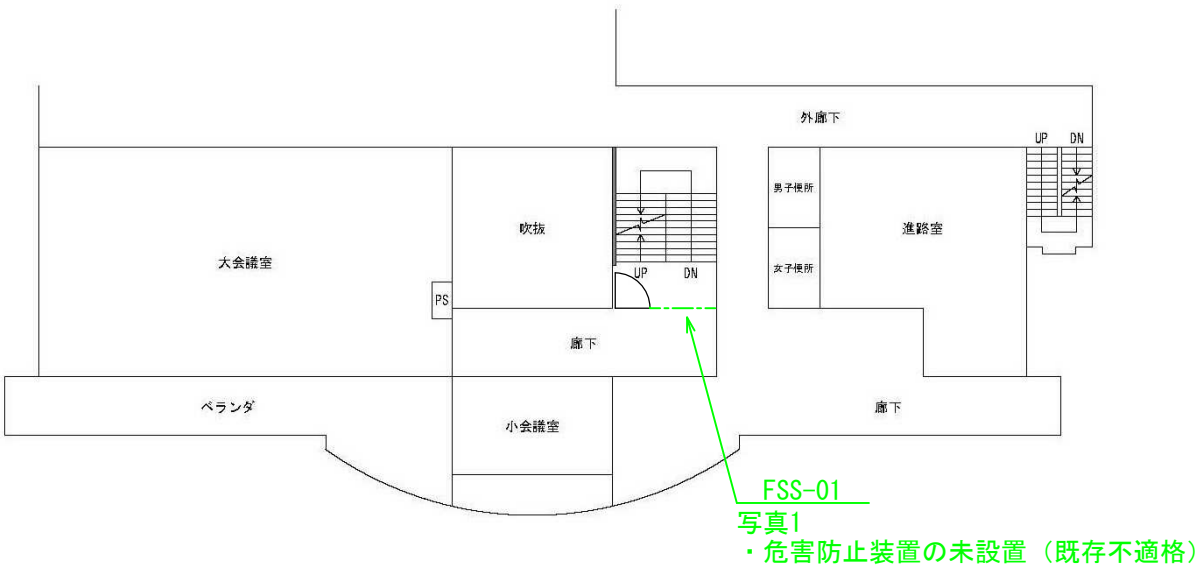 外廊下
UP DN
男子便所
吹抜
進路室
大会議室
女子便所
UP DN
PS
廊下
ベランダ
廊下
小会議室
FSS-01
写真1
・危害防止装置の未設置（既存不適格）